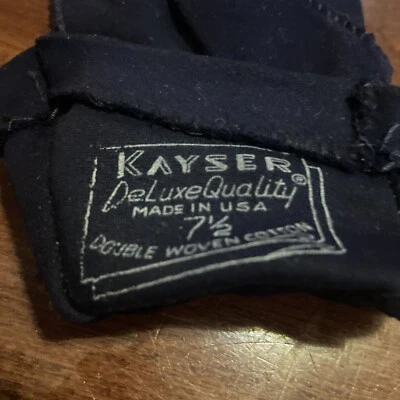 KAYSER
DeLuxe Quality®
MADE IN USA
7½
DOUBLE WOVEN COTTON